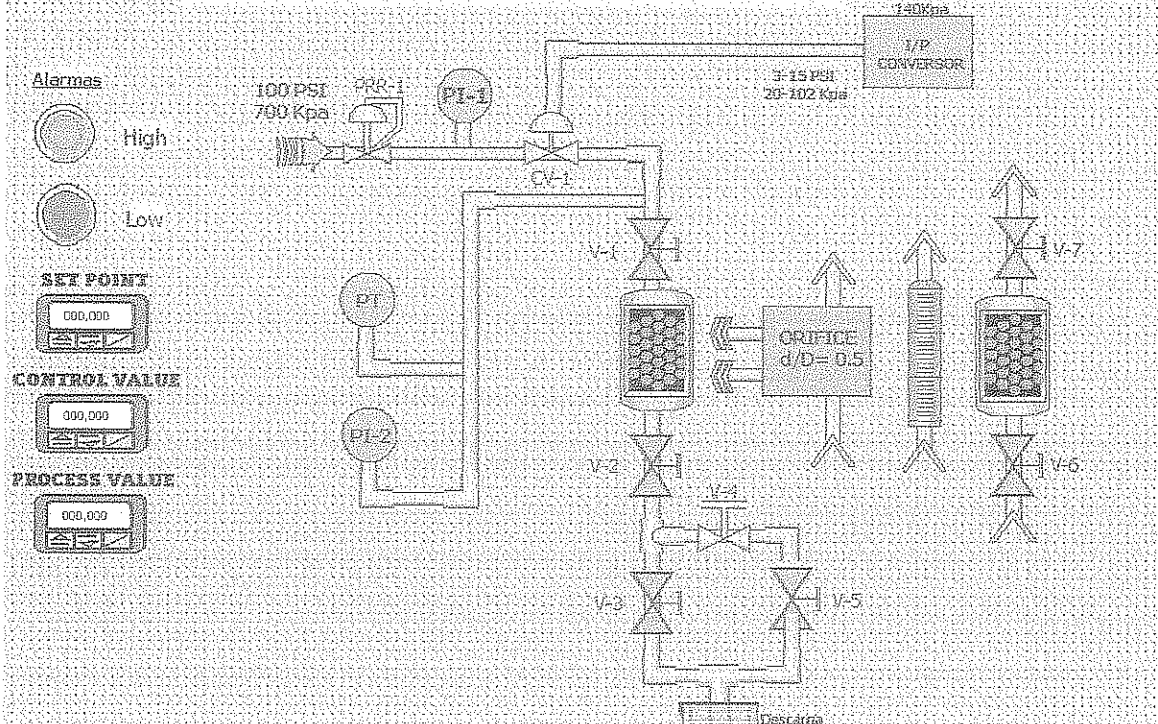 140Kpa
I/P
CONVERSOR
3-15 PSI
20-102 Kpa
Alarmas
High
Low
100 PSI
700 Kpa
PRR-1
PI-1
CV-1
V-1
V-7
SET POINT
000,000
PT
ORIFICE
d/D= 0.5
CONTROL VALUE
000,000
PI-2
V-2
V-6
PROCESS VALUE
000,000
V-4
V-3
V-5
Descarga